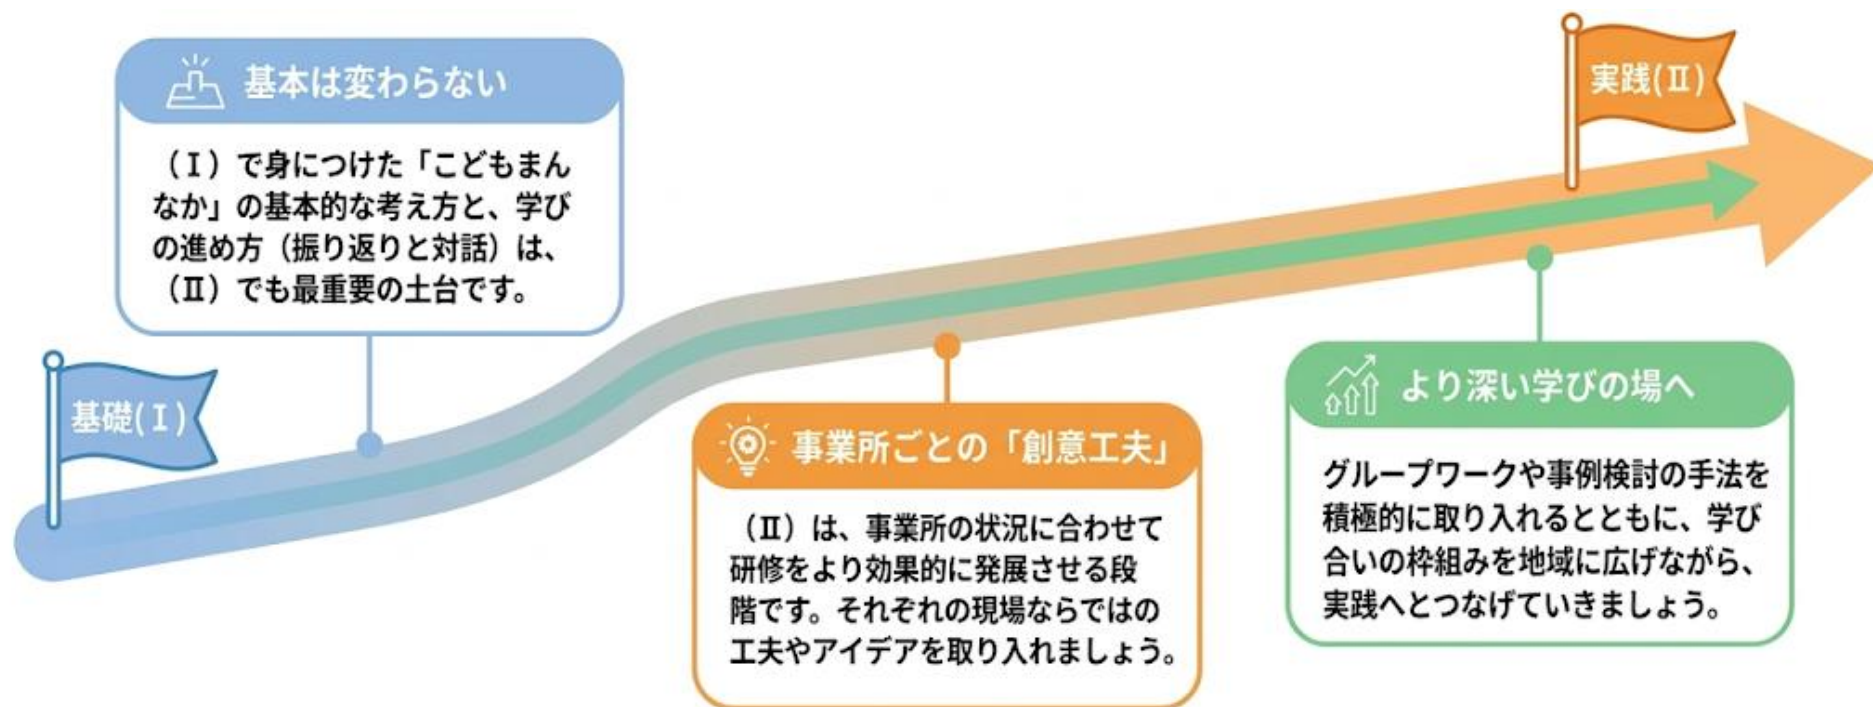 基本は変わらない
（Ⅰ）で身につけた「こどもまん
なか」の基本的な考え方と、学び
の進め方（振り返りと対話）は、
（Ⅱ）でも最重要の土台です。
基礎(Ⅰ)
事業所ごとの「創意工夫」
（Ⅱ）は、事業所の状況に合わせて
研修をより効果的に発展させる段
階です。それぞれの現場ならではの
工夫やアイデアを取り入れましょう。
実践(Ⅱ)
より深い学びの場へ
グループワークや事例検討の手法を
積極的に取り入れるとともに、学び
合いの枠組みを地域に広げながら、
実践へとつなげていきましょう。